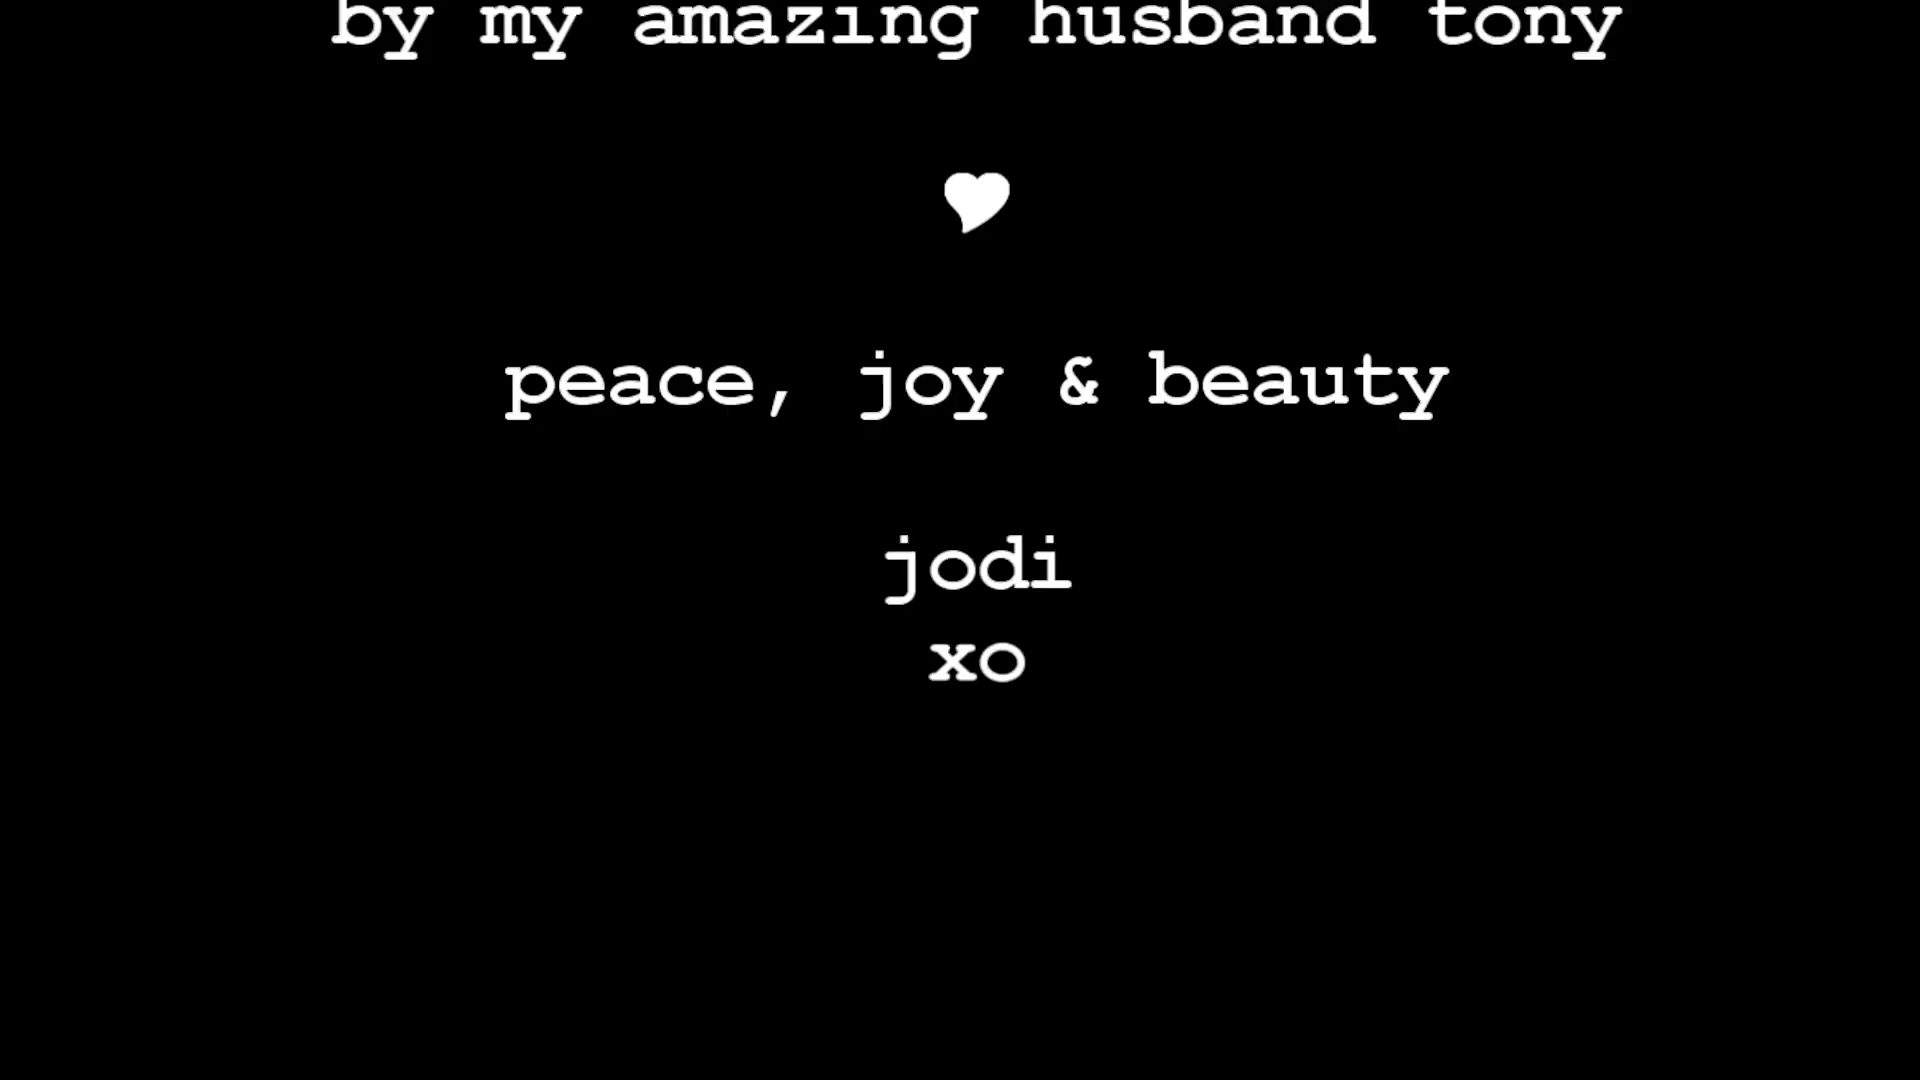 by my amazing husband tony
♥
peace, joy & beauty
jodi
xo